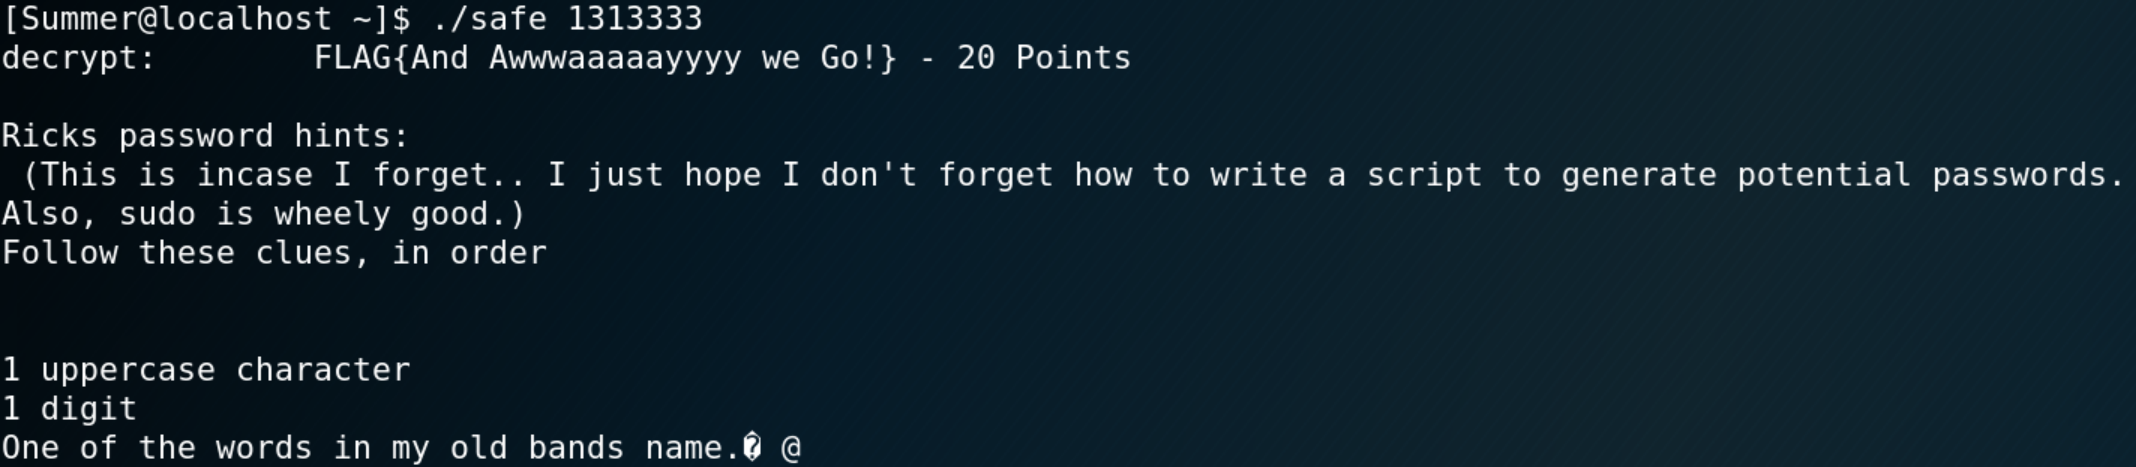 [Summer@localhost ~]$ ./safe 1313333
decrypt:        FLAG{And Awwwaaaaayyyy we Go!} - 20 Points
Ricks password hints:
 (This is incase I forget.. I just hope I don't forget how to write a script to generate potential passwords.
Also, sudo is wheely good.)
Follow these clues, in order
1 uppercase character
1 digit
One of the words in my old bands name.� @